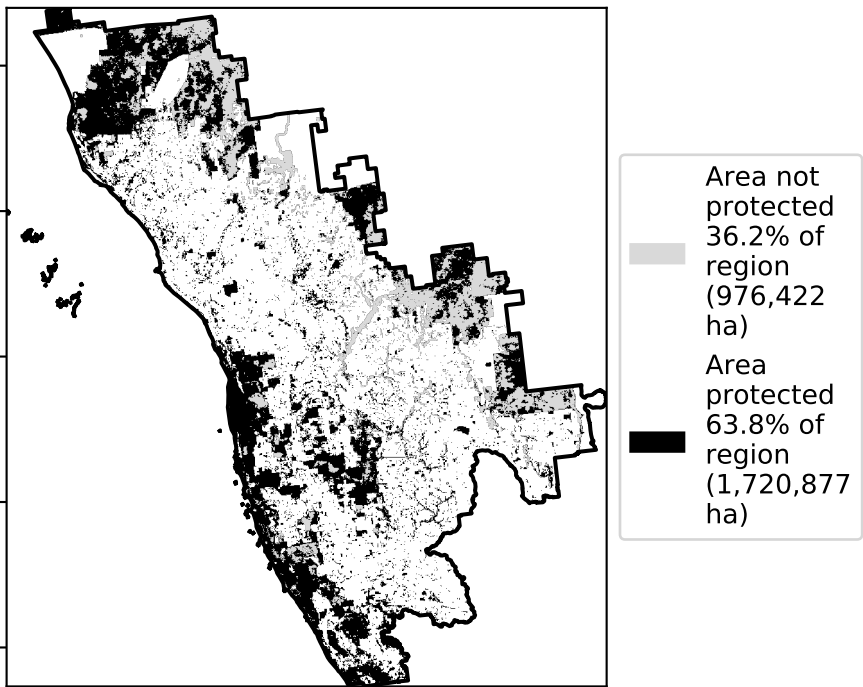 Area not
protected
36.2% of
region
(976,422
ha)
Area
protected
63.8% of
region
(1,720,877
ha)